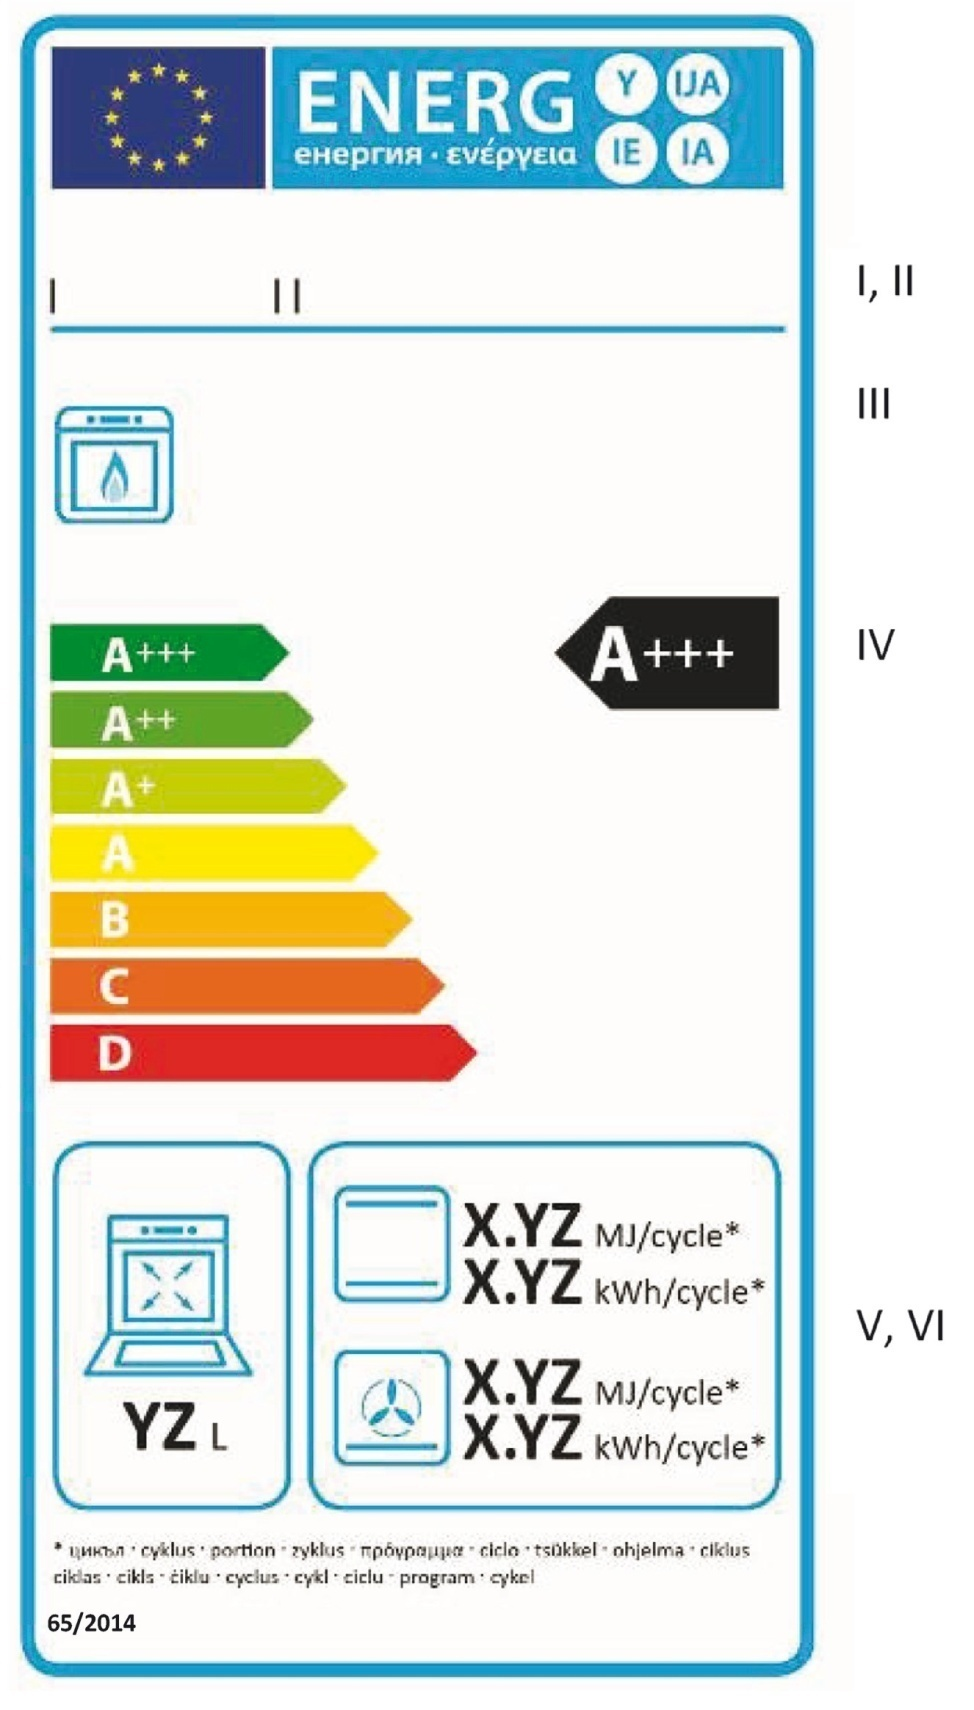 ENERG Y IJA
енергия · ενέργεια IE IA
I II
I, II
III
A+++
A+++
IV
A++
A+
A
B
C
D
X.YZ MJ/cycle*
X.YZ kWh/cycle*
V, VI
X.YZ MJ/cycle*
YZ L
X.YZ kWh/cycle*
* цикъл · cyklus · portion · zyklus · πρόγραμμα · ciclo · tsükkel · ohjelma · ciklus
ciklas · cikls · ċiklu · cyclus · cykl · ciclu · program · cykel
65/2014